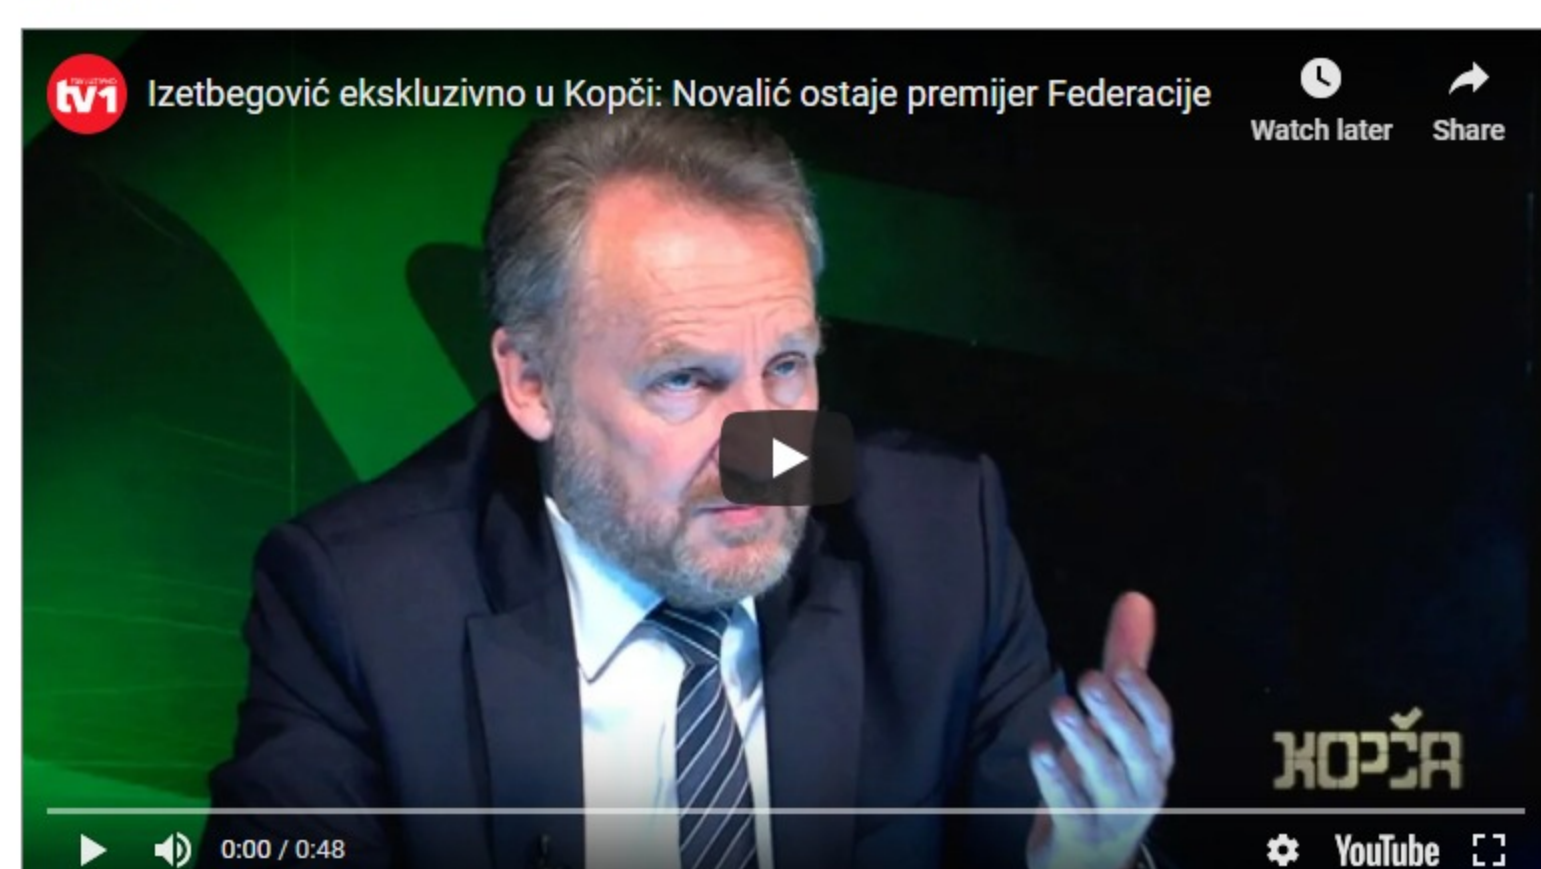 tv1
Izetbegović ekskluzivno u Kopči: Novalić ostaje premijer Federacije
Watch later
Share
KOPČA
0:00 / 0:48
YouTube